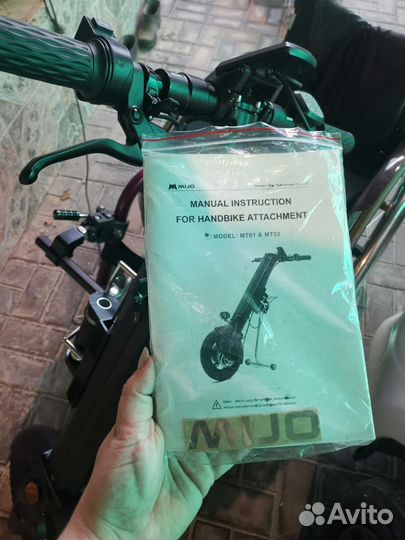 MIJO
MANUAL INSTRUCTION
FOR HANDBIKE ATTACHMENT
: MODEL: MT01 & MT02
MIJO
Avito